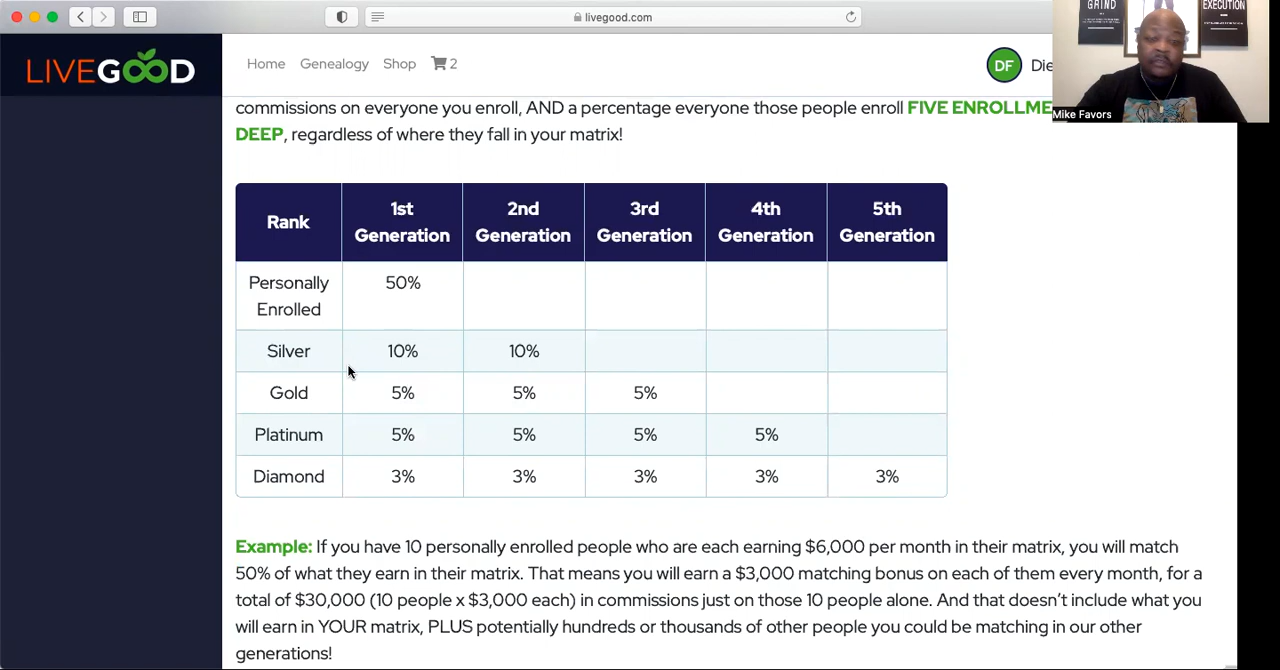 livegood.com
GRIND
EXECUTION
LIVEGOOD
Home Genealogy Shop 2
DF Die
Mike Favors
commissions on everyone you enroll, AND a percentage everyone those people enroll FIVE ENROLLME
DEEP, regardless of where they fall in your matrix!
Rank 1st Generation 2nd Generation 3rd Generation 4th Generation 5th Generation
Personally Enrolled 50%
Silver 10% 10%
Gold 5% 5% 5%
Platinum 5% 5% 5% 5%
Diamond 3% 3% 3% 3% 3%
Example: If you have 10 personally enrolled people who are each earning $6,000 per month in their matrix, you will match
50% of what they earn in their matrix. That means you will earn a $3,000 matching bonus on each of them every month, for a
total of $30,000 (10 people x $3,000 each) in commissions just on those 10 people alone. And that doesn't include what you
will earn in YOUR matrix, PLUS potentially hundreds or thousands of other people you could be matching in our other
generations!